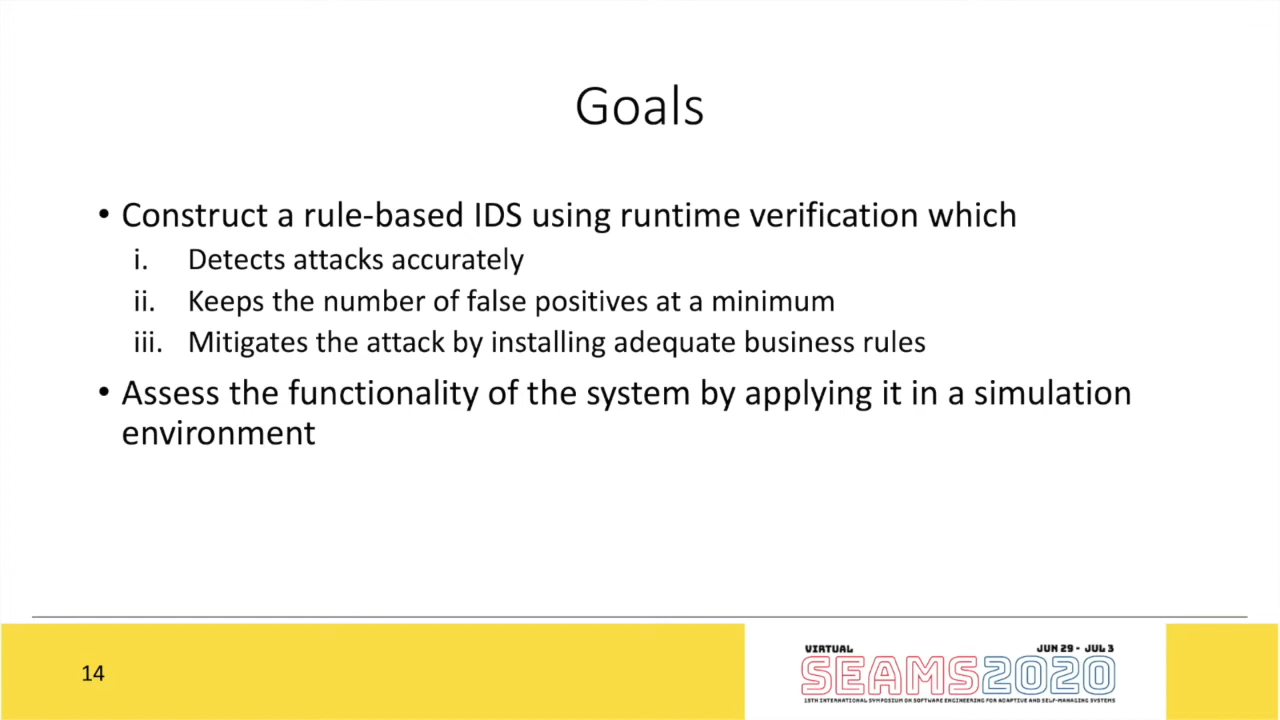 Goals
• Construct a rule-based IDS using runtime verification which
i. Detects attacks accurately
ii. Keeps the number of false positives at a minimum
iii. Mitigates the attack by installing adequate business rules
• Assess the functionality of the system by applying it in a simulation
environment
14
VIRTUAL JUN 29 - JUL 3
SEAMS2020
15TH INTERNATIONAL SYMPOSIUM ON SOFTWARE ENGINEERING FOR ADAPTIVE AND SELF-MANAGING SYSTEMS